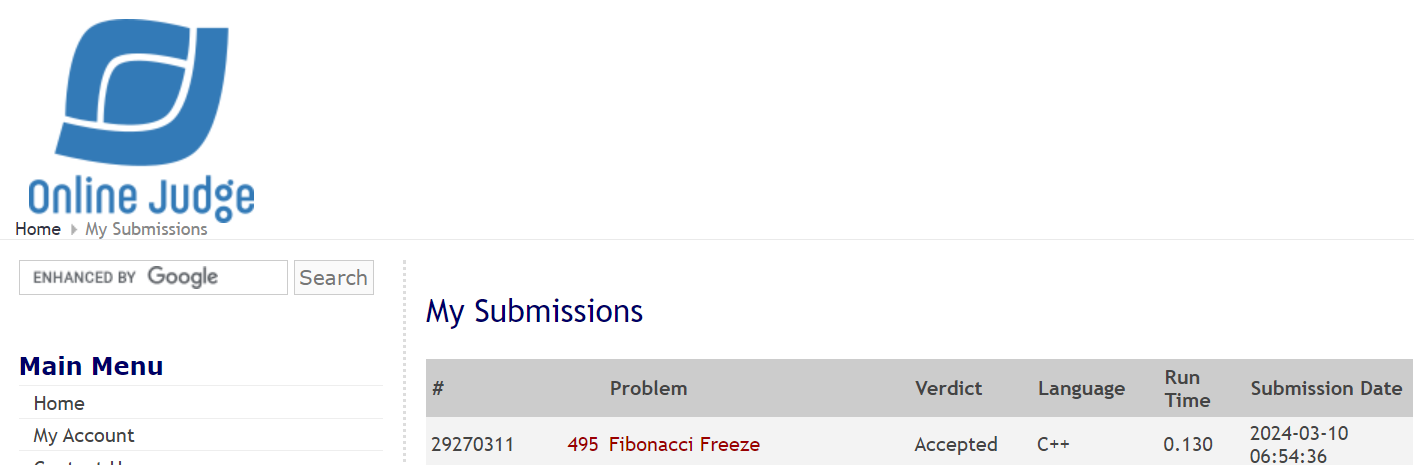 Online Judge
Home My Submissions
ENHANCED BY Google Search
My Submissions
Main Menu
Home
My Account
# Problem Verdict Language Run Time Submission Date
29270311 495 Fibonacci Freeze Accepted C++ 0.130 2024-03-10 06:54:36